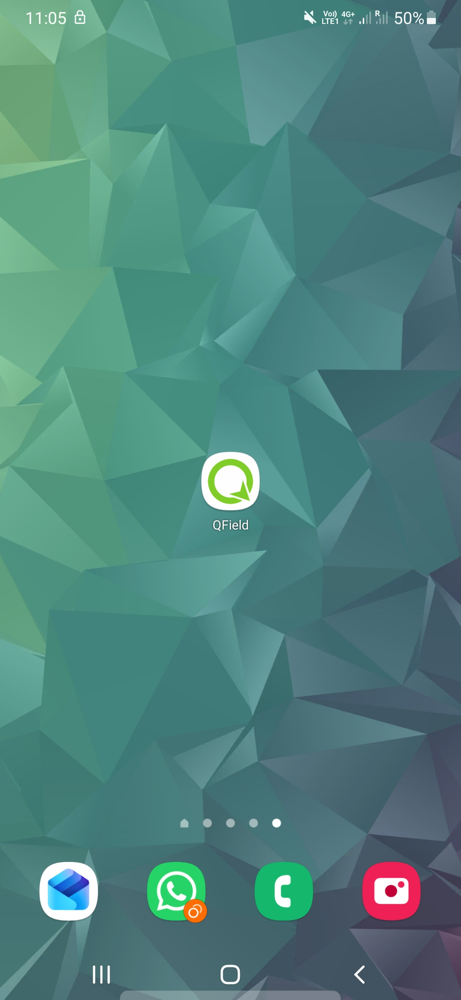 11:05
Vo)) 4G+ R 50%
LTE1
QField